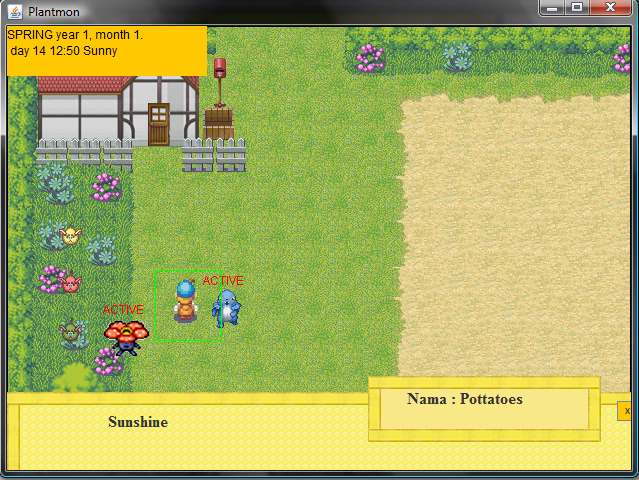 Plantmon
SPRING year 1, month 1.
day 14 12:50 Sunny
ACTIVE
ACTIVE
Nama : Pottatoes
x
Sunshine